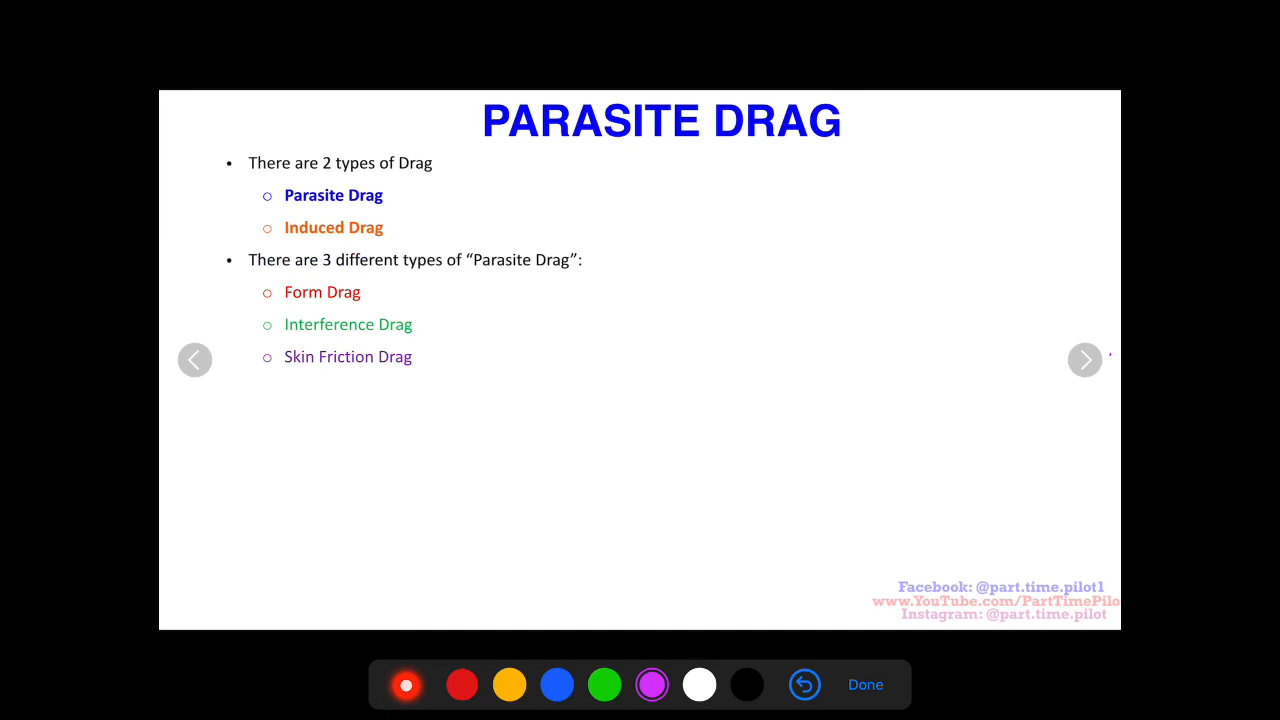 PARASITE DRAG
• There are 2 types of Drag
○ Parasite Drag
○ Induced Drag
• There are 3 different types of “Parasite Drag”:
○ Form Drag
○ Interference Drag
○ Skin Friction Drag
Facebook: @part.time.pilot1
www.YouTube.com/PartTimePilo
Instagram: @part.time.pilot
Done